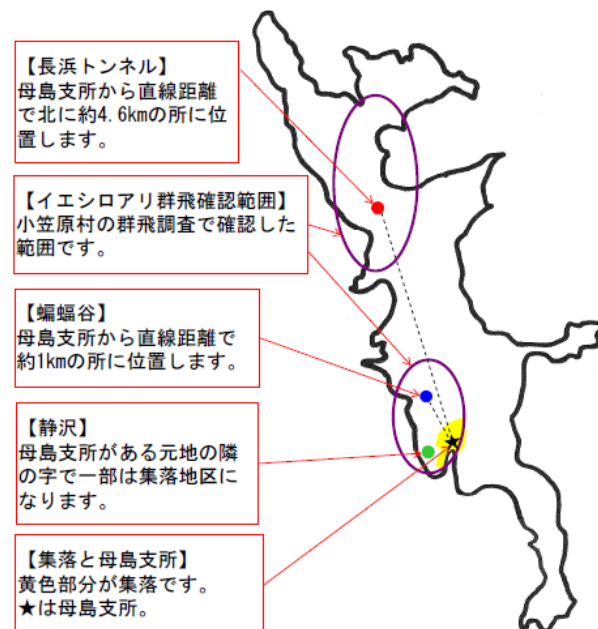 【長浜トンネル】
母島支所から直線距離
で北に約4.6kmの所に位
置します。
【イエシロアリ群飛確認範囲】
小笠原村の群飛調査で確認した
範囲です。
【蝙蝠谷】
母島支所から直線距離で
約1kmの所に位置します。
【静沢】
母島支所がある元地の隣
の字で一部は集落地区に
なります。
【集落と母島支所】
黄色部分が集落です。
★は母島支所。